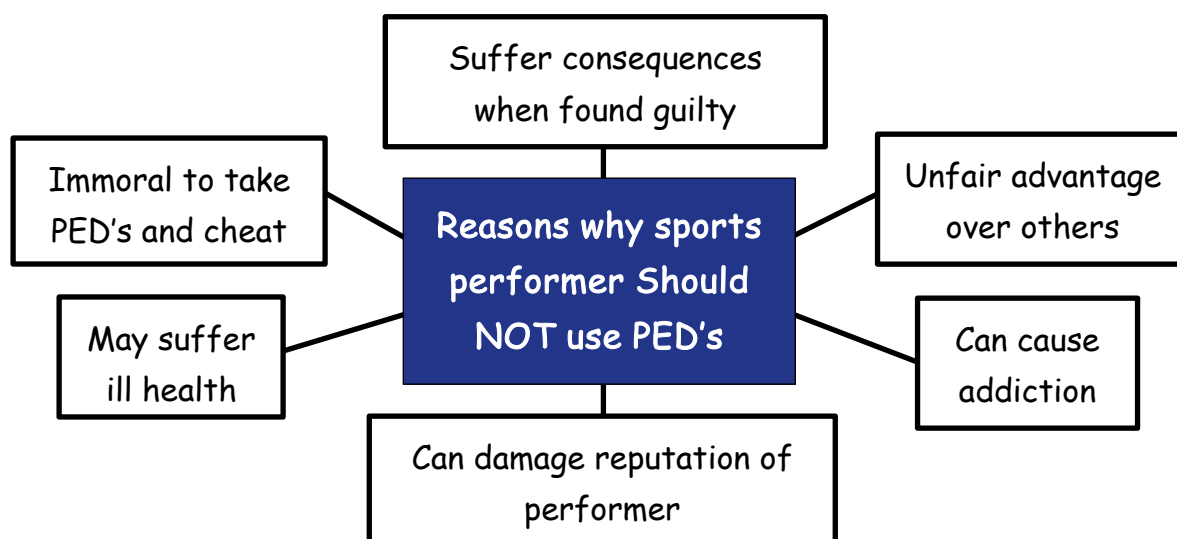 Suffer consequences
when found guilty
Immoral to take
PED's and cheat
Unfair advantage
over others
Reasons why sports
performer Should
NOT use PED's
May suffer
ill health
Can cause
addiction
Can damage reputation of
performer